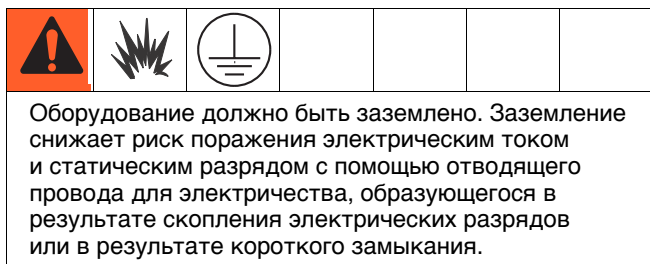 Оборудование должно быть заземлено. Заземление
снижает риск поражения электрическим током
и статическим разрядом с помощью отводящего
провода для электричества, образующегося в
результате скопления электрических разрядов
или в результате короткого замыкания.